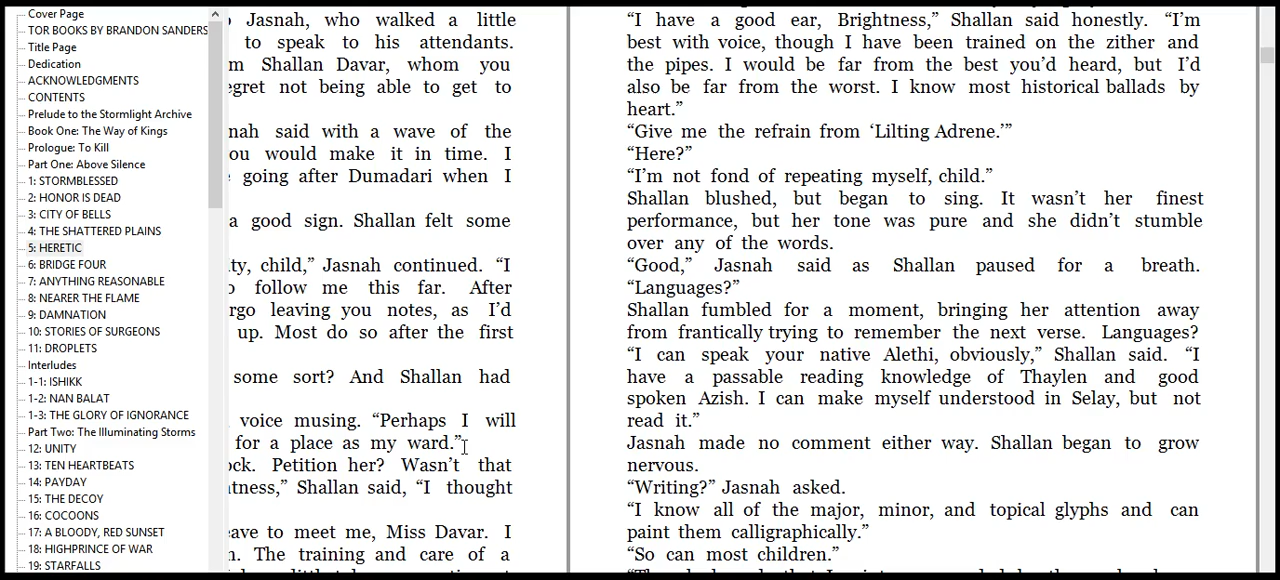 Cover Page
TOR BOOKS BY BRANDON SANDERS
Title Page
Dedication
ACKNOWLEDGMENTS
CONTENTS
Prelude to the Stormlight Archive
Book One: The Way of Kings
Prologue: To Kill
Part One: Above Silence
1: STORMBLESSED
2: HONOR IS DEAD
3: CITY OF BELLS
4: THE SHATTERED PLAINS
5: HERETIC
6: BRIDGE FOUR
7: ANYTHING REASONABLE
8: NEARER THE FLAME
9: DAMNATION
10: STORIES OF SURGEONS
11: DROPLETS
Interludes
1-1: ISHIKK
1-2: NAN BALAT
1-3: THE GLORY OF IGNORANCE
Part Two: The Illuminating Storms
12: UNITY
13: TEN HEARTBEATS
14: PAYDAY
15: THE DECOY
16: COCOONS
17: A BLOODY, RED SUNSET
18: HIGHPRINCE OF WAR
19: STARFALLS
Jasnah, who walked a little
to speak to his attendants.
Shallan Davar, whom you
egret not being able to get to
nah said with a wave of the
ou would make it in time. I
going after Dumadari when I
a good sign. Shallan felt some
ty, child,” Jasnah continued. “I
follow me this far. After
rgo leaving you notes, as I’d
up. Most do so after the first
some sort? And Shallan had
voice musing. “Perhaps I will
for a place as my ward.”
ock. Petition her? Wasn’t that
htness,” Shallan said, “I thought
eave to meet me, Miss Davar. I
The training and care of a
“I have a good ear, Brightness,” Shallan said honestly. “I’m
best with voice, though I have been trained on the zither and
the pipes. I would be far from the best you’d heard, but I’d
also be far from the worst. I know most historical ballads by
heart.”
“Give me the refrain from ‘Lilting Adrene.’”
“Here?”
“I’m not fond of repeating myself, child.”
Shallan blushed, but began to sing. It wasn’t her finest
performance, but her tone was pure and she didn’t stumble
over any of the words.
“Good,” Jasnah said as Shallan paused for a breath.
“Languages?”
Shallan fumbled for a moment, bringing her attention away
from frantically trying to remember the next verse. Languages?
“I can speak your native Alethi, obviously,” Shallan said. “I
have a passable reading knowledge of Thaylen and good
spoken Azish. I can make myself understood in Selay, but not
read it.”
Jasnah made no comment either way. Shallan began to grow
nervous.
“Writing?” Jasnah asked.
“I know all of the major, minor, and topical glyphs and can
paint them calligraphically.”
“So can most children.”